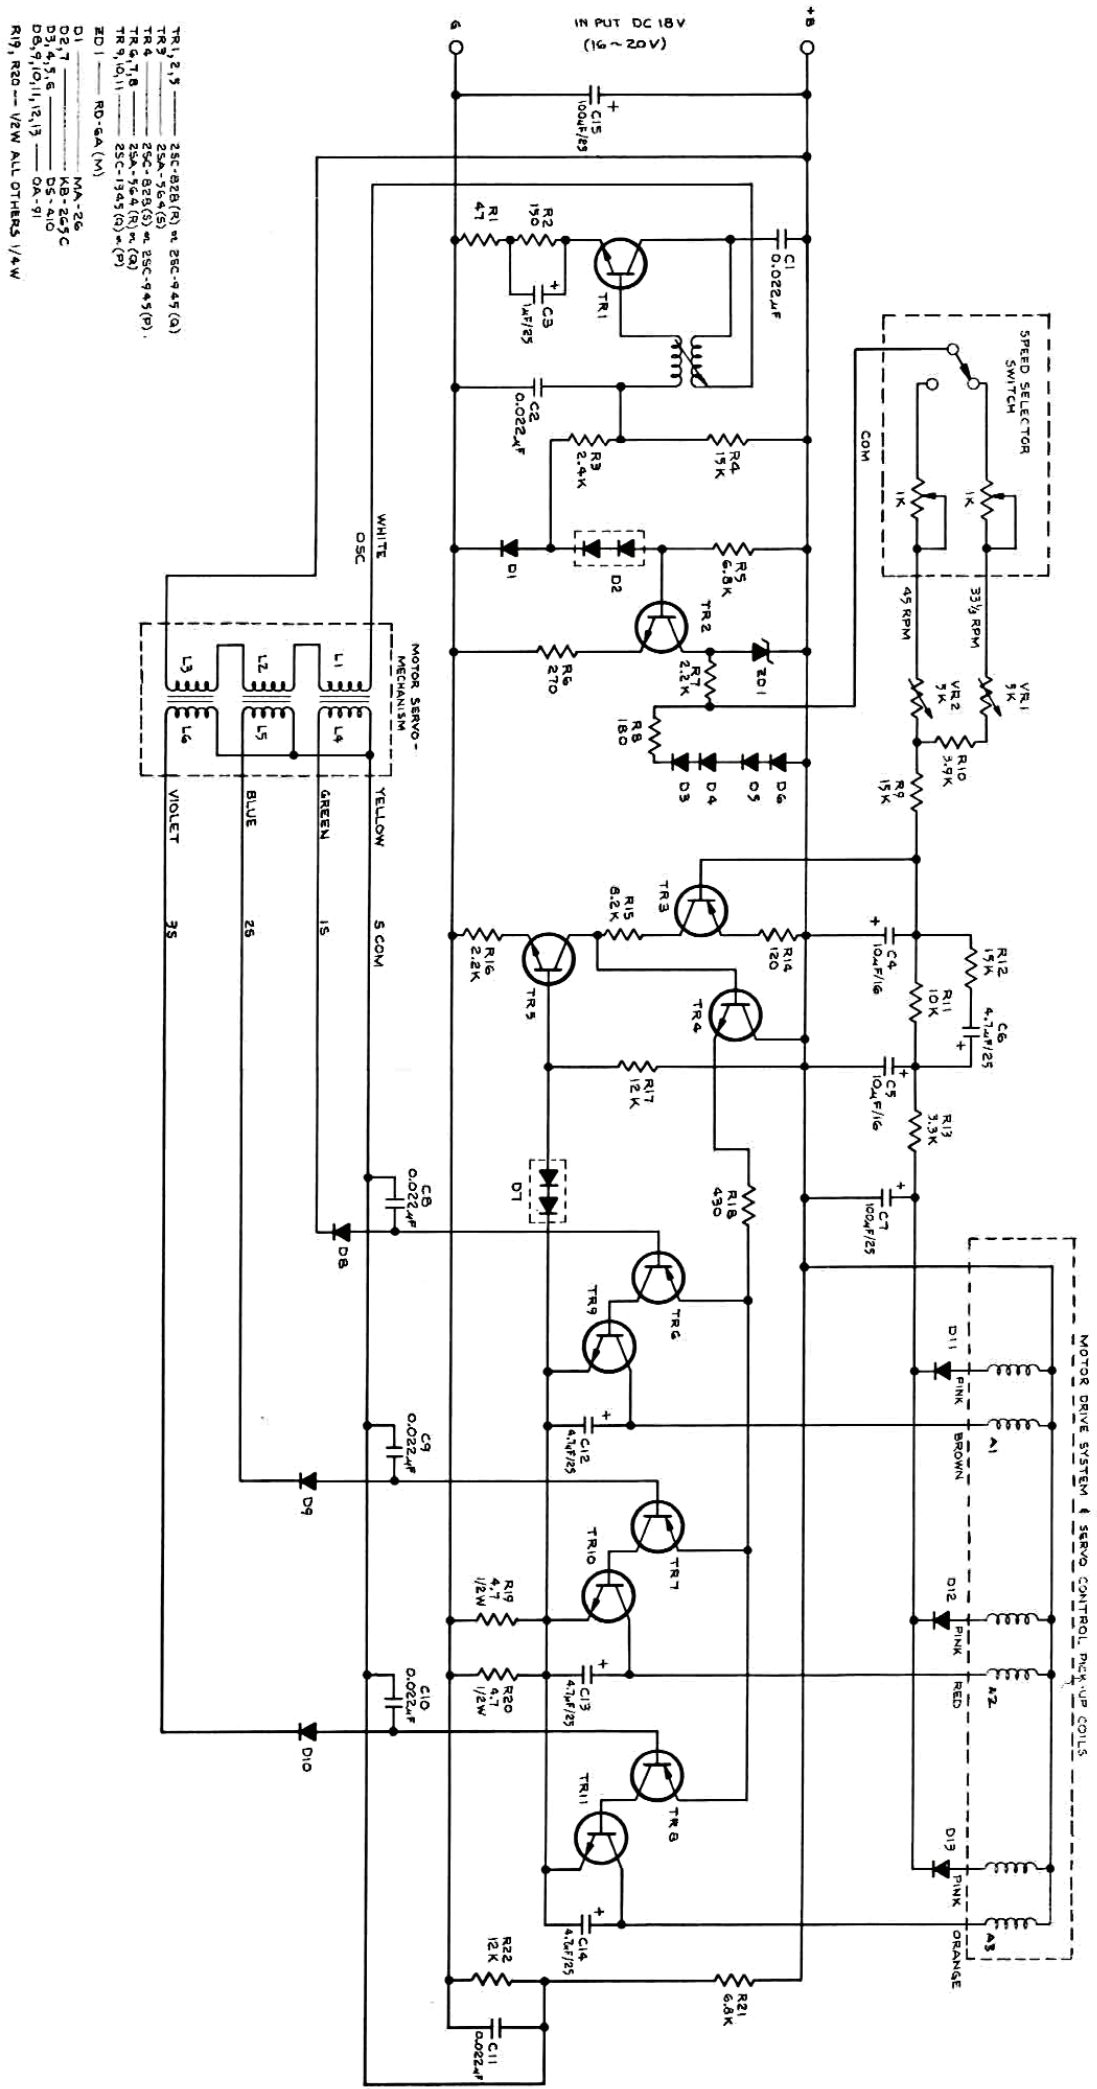 IN PUT DC 18V
(16~20V)
G
+B
C15
100µF/25
R1
47
R2
150
C3
1µF/25
TR1
C1
0.022µF
C2
0.022µF
R3
2.4K
R4
15K
SPEED SELECTOR
SWITCH
COM
1K
1K
45 RPM
33⅓ RPM
WHITE
OSC
D1
D2
R5
6.8K
TR2
R6
270
R7
2.2K
ZD1
R8
180
D3
D4
D5
D6
VR1
5K
VR2
5K
R10
3.9K
R9
15K
MOTOR SERVO-
MECHANISM
L1
L2
L3
L4
L5
L6
YELLOW
GREEN
BLUE
VIOLET
S COM
1S
2S
3S
TR3
R15
8.2K
R14
120
R16
2.2K
TR5
TR4
C4
10µF/16
R12
15K
R11
10K
C6
4.7µF/25
C5
10µF/16
R17
12K
R13
3.3K
D7
R18
430
C7
100µF/25
C8
0.022µF
D8
TR6
TR9
C12
4.7µF/25
MOTOR DRIVE SYSTEM & SERVO CONTROL PICK-UP COILS
D11
PINK
A1
BROWN
C9
0.022µF
D9
TR7
TR10
R19
4.7
1/2W
R20
4.7
1/2W
C13
4.7µF/25
D12
PINK
A2
RED
C10
0.022µF
D10
TR8
TR11
C14
4.7µF/25
D13
PINK
A3
ORANGE
R22
12K
R21
6.8K
C11
0.022µF
TR1,2,5 —— 2SC-828(R) or 2SC-945(Q)
TR3 —— 2SA-564(S)
TR4 —— 2SC-828(S) or 2SC-945(P).
TR6,7,8 —— 2SA-564(R) or (Q)
TR9,10,11 —— 2SC-1345(Q) or (P)
ZD1 —— RD-6A(M)
D1 —— MA-26
D2,7 —— KB-265C
D3,4,5,6 —— DS-410
D8,9,10,11,12,13 —— OA-91
R19, R20 —— 1/2W ALL OTHERS 1/4W